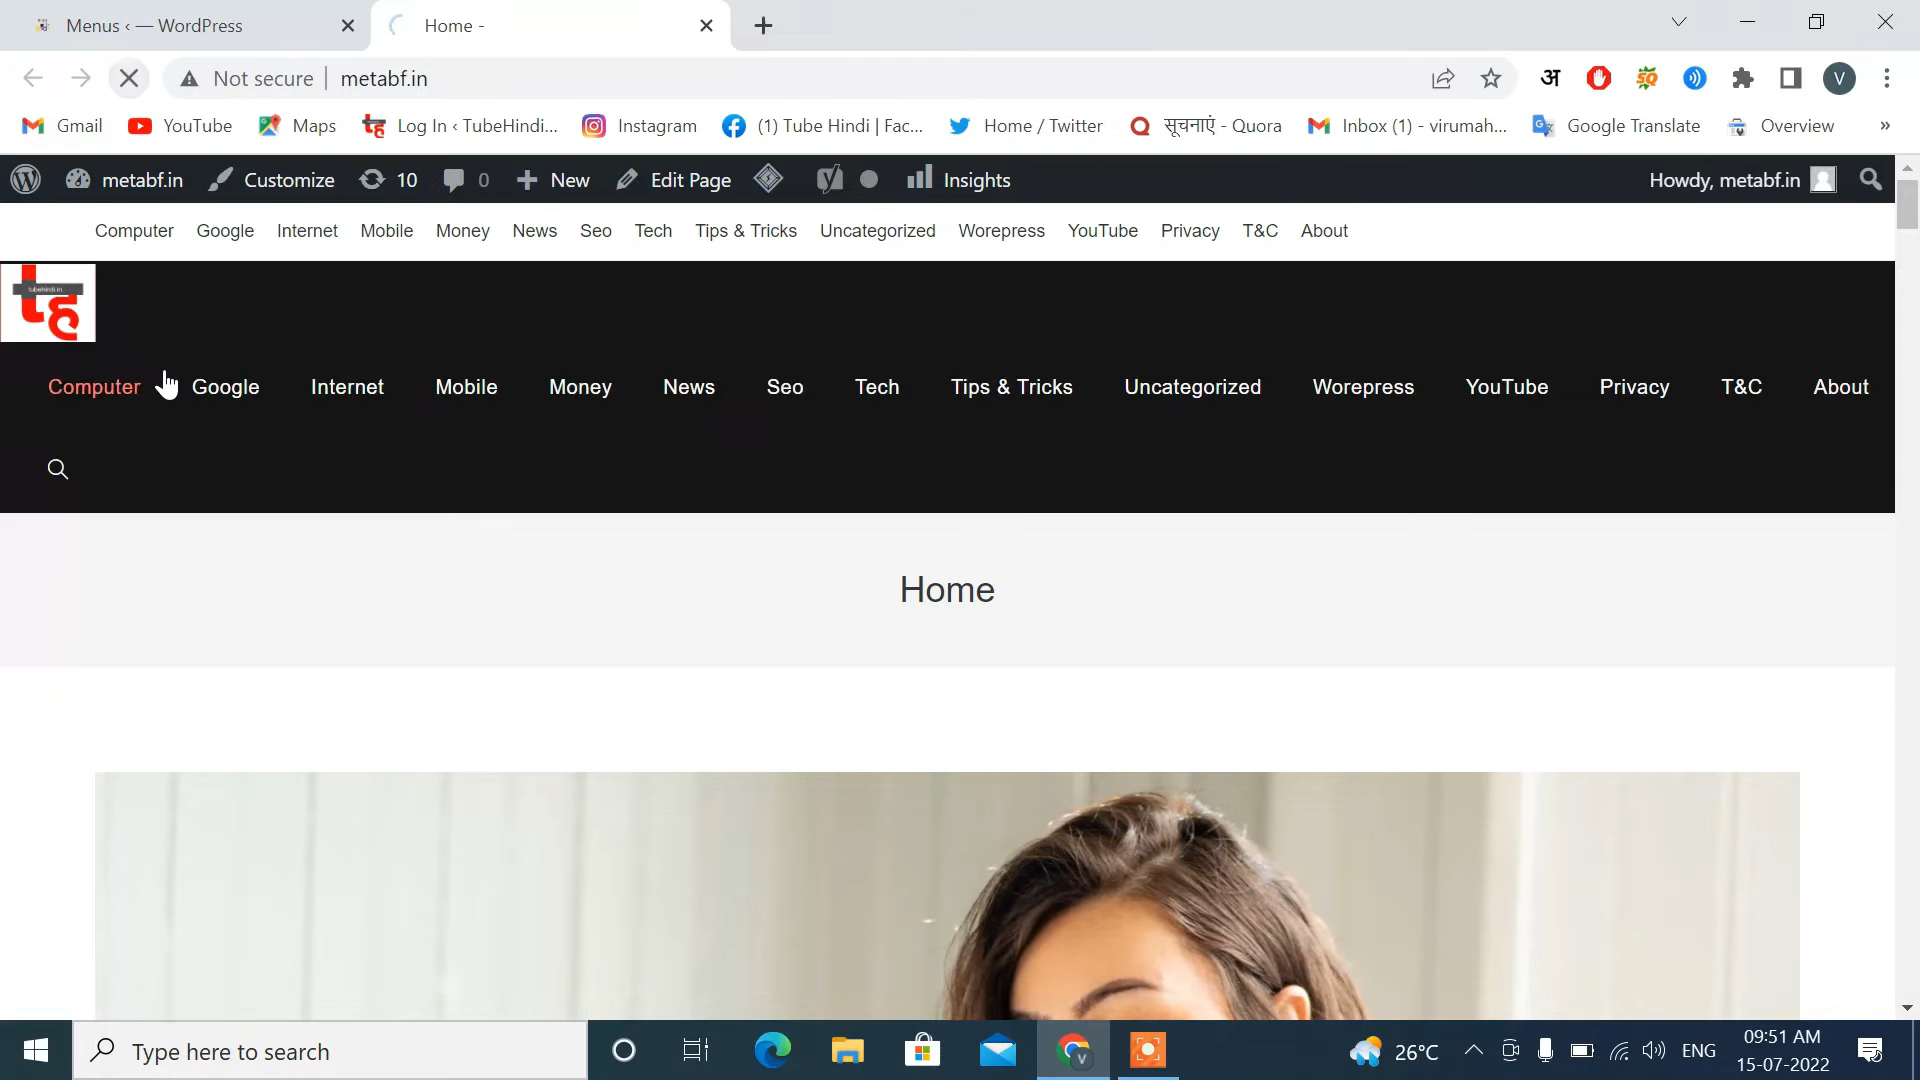 Menus ‹ — WordPress
Home -
Not secure
metabf.in
Gmail
YouTube
Maps
Log In ‹ TubeHindi...
Instagram
(1) Tube Hindi | Fac...
Home / Twitter
सूचनाएं - Quora
Inbox (1) - virumah...
Google Translate
Overview
»
metabf.in Customize 10 0 New Edit Page Insights Howdy, metabf.in
Computer Google Internet Mobile Money News Seo Tech Tips & Tricks Uncategorized Worepress YouTube Privacy T&C About
tubehindi.in
Computer Google Internet Mobile Money News Seo Tech Tips & Tricks Uncategorized Worepress YouTube Privacy T&C About
Home
Type here to search
26°C
ENG
09:51 AM
15-07-2022